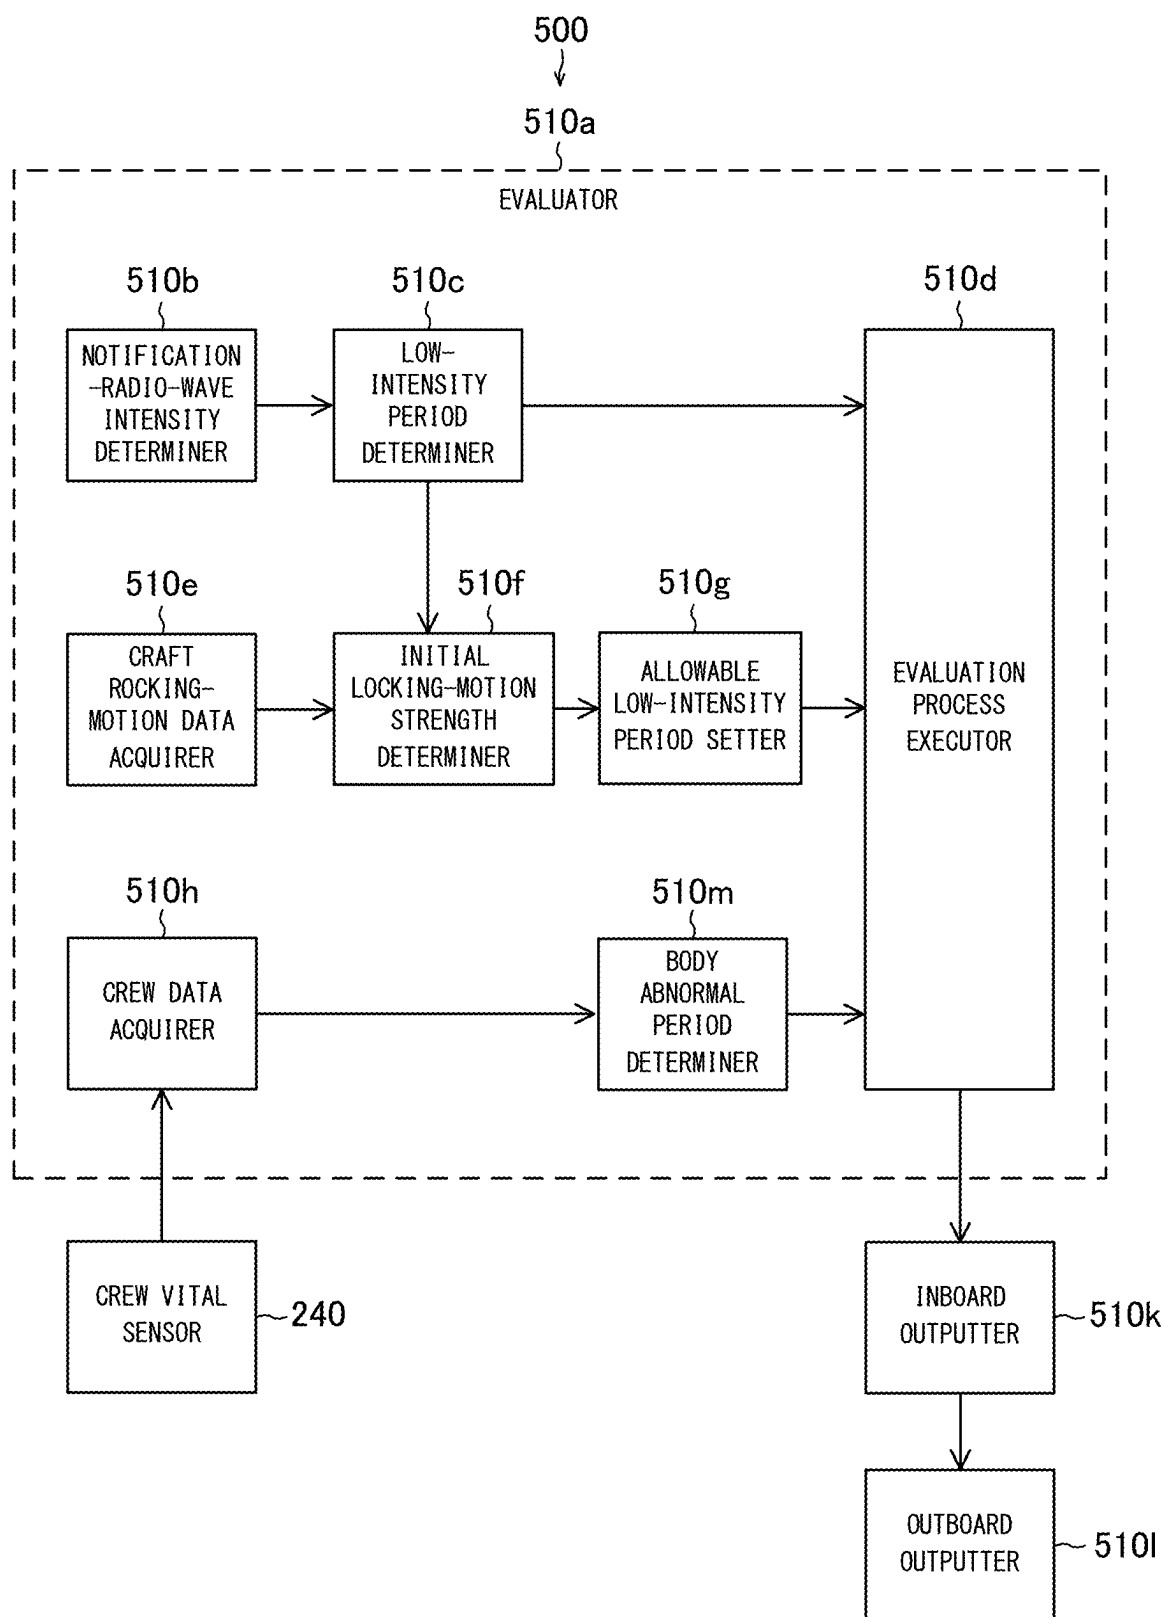 500
510a
EVALUATOR
510b
NOTIFICATION
-RADIO-WAVE
INTENSITY
DETERMINER
510c
LOW-
INTENSITY
PERIOD
DETERMINER
510d
EVALUATION
PROCESS
EXECUTOR
510e
CRAFT
ROCKING-
MOTION DATA
ACQUIRER
510f
INITIAL
LOCKING-MOTION
STRENGTH
DETERMINER
510g
ALLOWABLE
LOW-INTENSITY
PERIOD SETTER
510h
CREW DATA
ACQUIRER
510m
BODY
ABNORMAL
PERIOD
DETERMINER
CREW VITAL
SENSOR
240
INBOARD
OUTPUTTER
510k
OUTBOARD
OUTPUTTER
510l